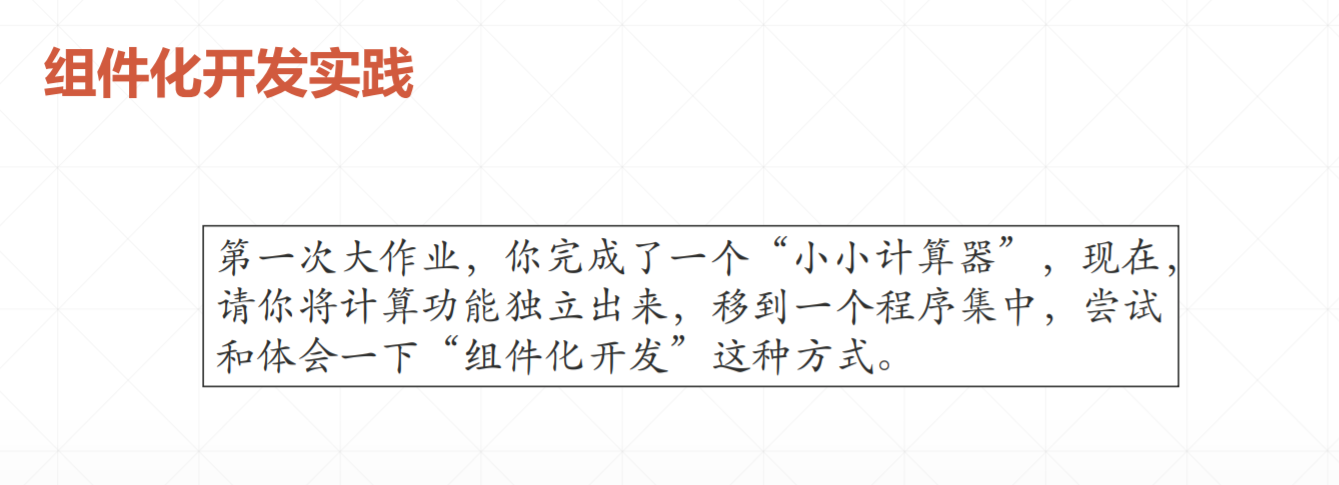 组件化开发实践
第一次大作业，你完成了一个“小小计算器”，现在，
请你将计算功能独立出来，移到一个程序集中，尝试
和体会一下“组件化开发”这种方式。